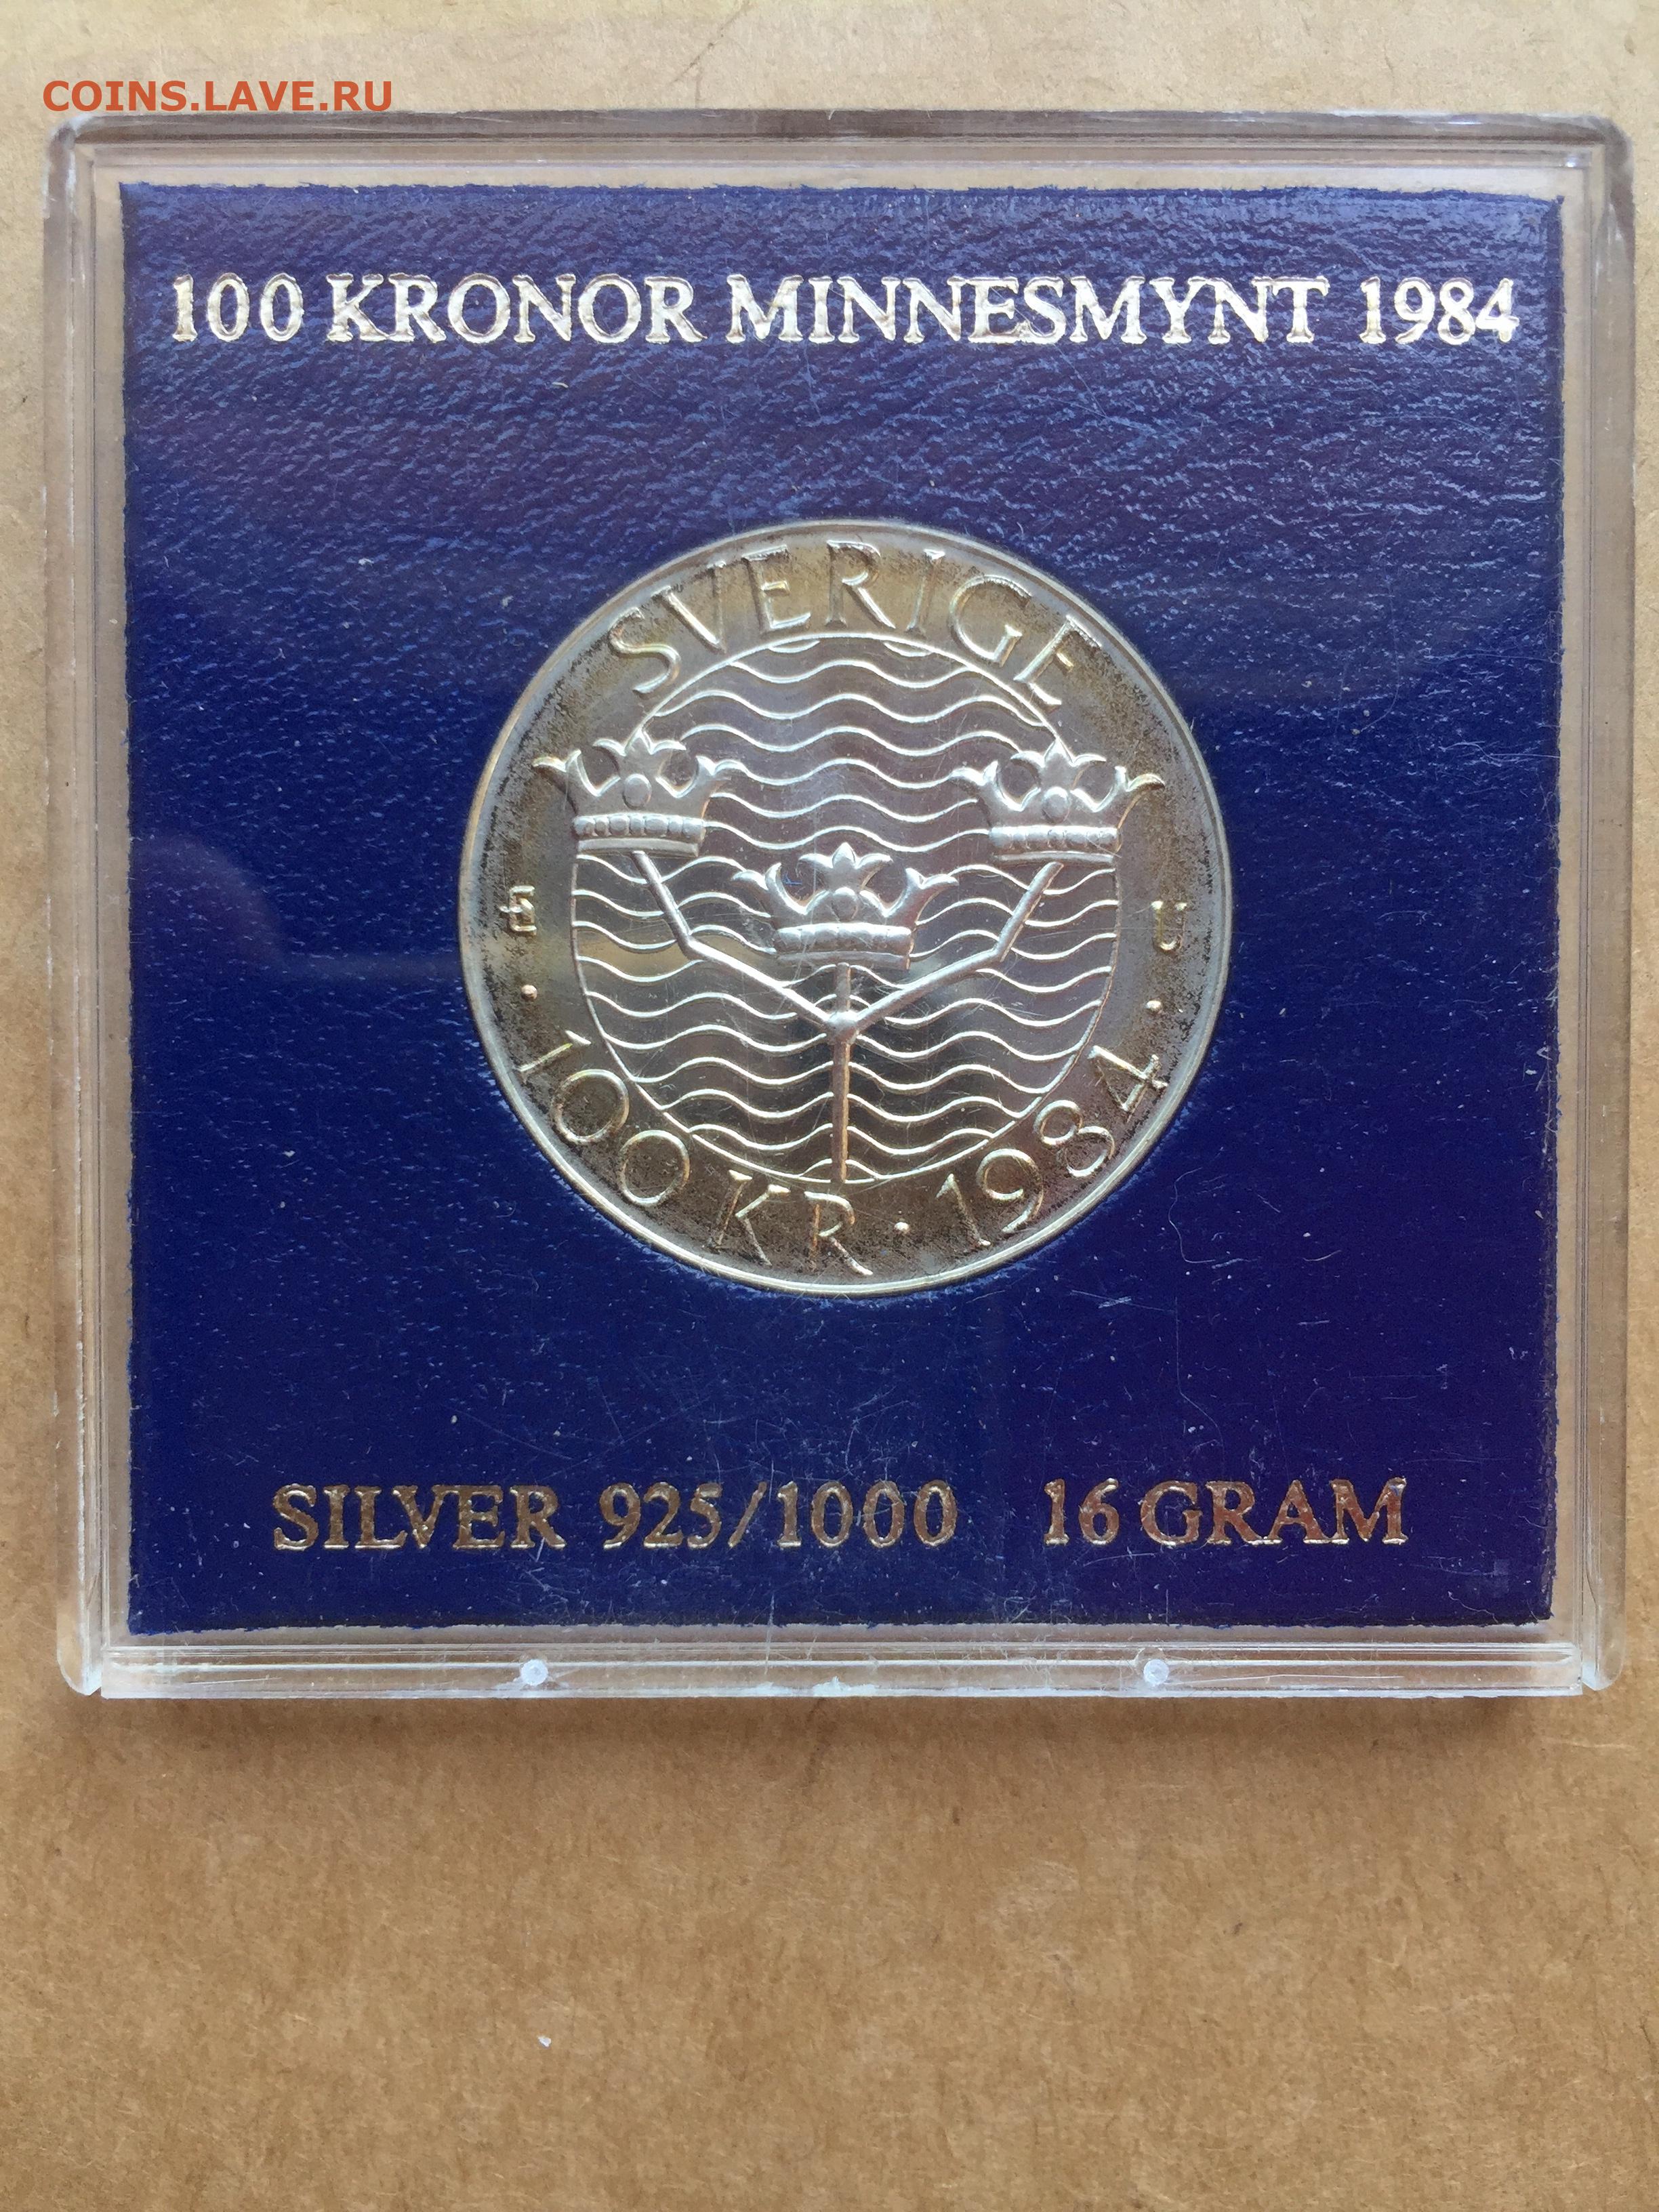 COINS.LAVE.RU
100 KRONOR MINNESMYNT 1984
SVERIGE
U
· 100 KR · 1984 ·
SILVER 925/1000 16 GRAM